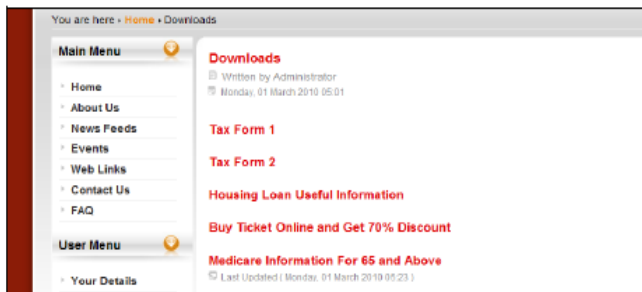 You are here • Home • Downloads
Main Menu
Home
About Us
News Feeds
Events
Web Links
Contact Us
FAQ
User Menu
Your Details
Downloads
Written by Administrator
Monday, 01 March 2010 05:01
Tax Form 1
Tax Form 2
Housing Loan Useful Information
Buy Ticket Online and Get 70% Discount
Medicare Information For 65 and Above
Last Updated ( Monday, 01 March 2010 05:23 )